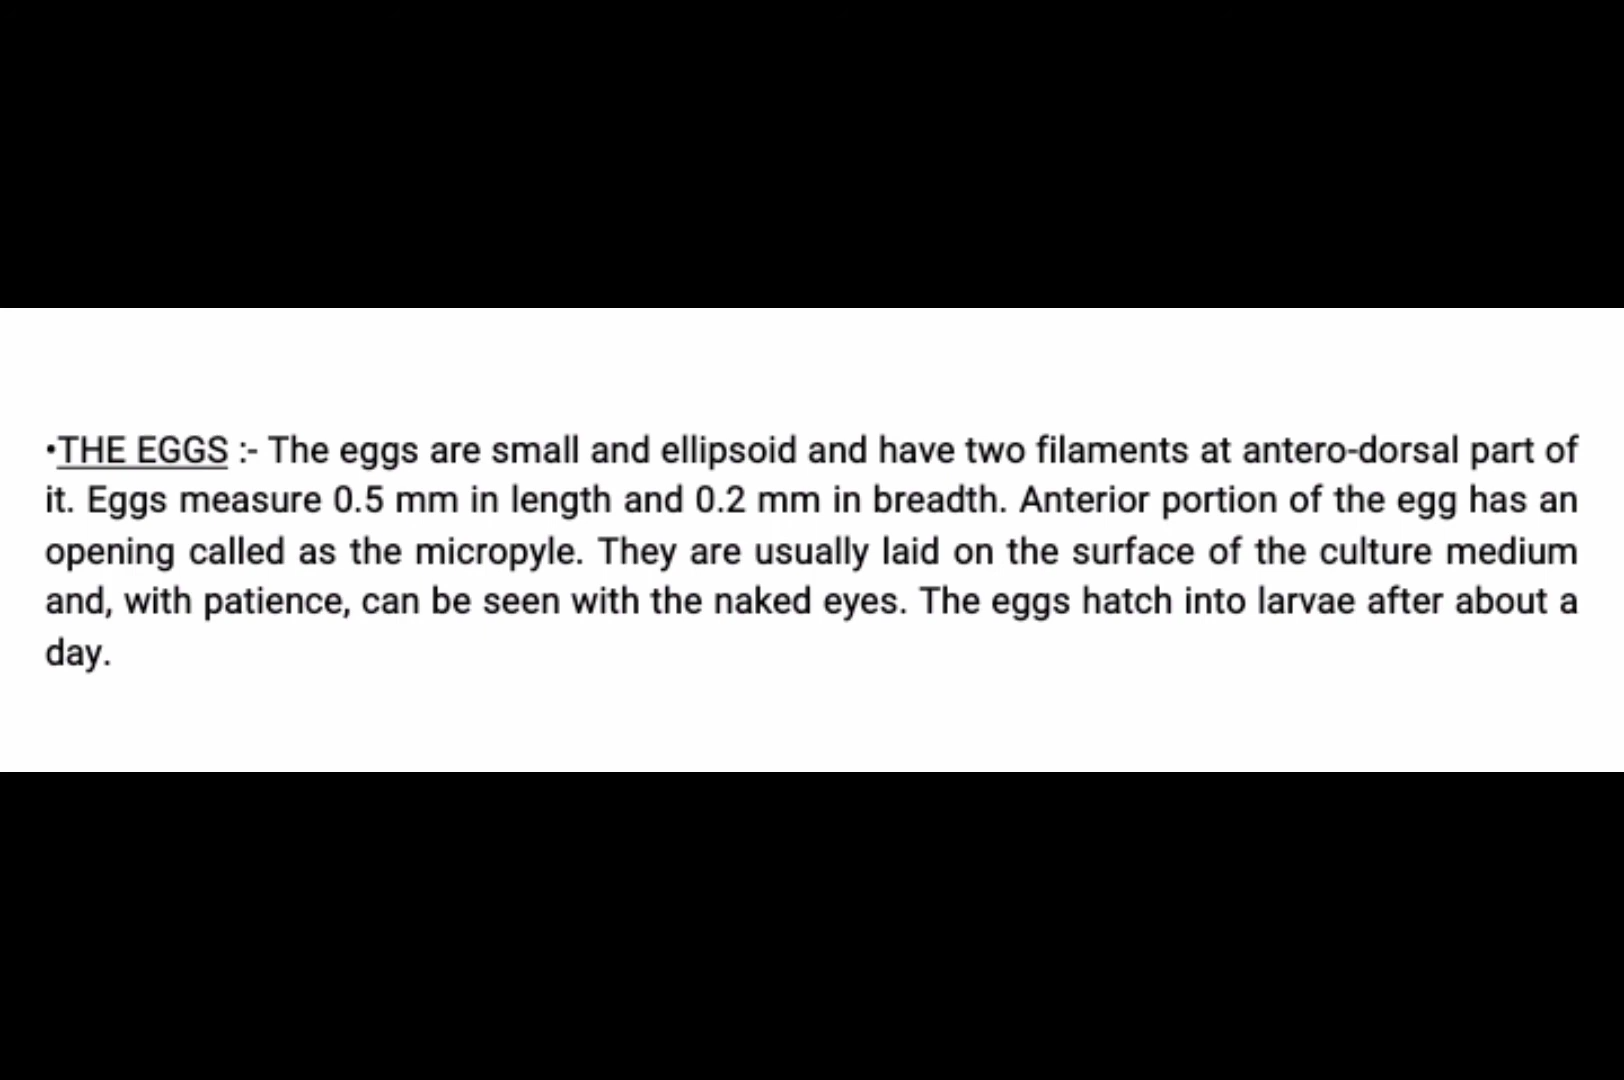 •THE EGGS :- The eggs are small and ellipsoid and have two filaments at antero-dorsal part of
it. Eggs measure 0.5 mm in length and 0.2 mm in breadth. Anterior portion of the egg has an
opening called as the micropyle. They are usually laid on the surface of the culture medium
and, with patience, can be seen with the naked eyes. The eggs hatch into larvae after about a
day.